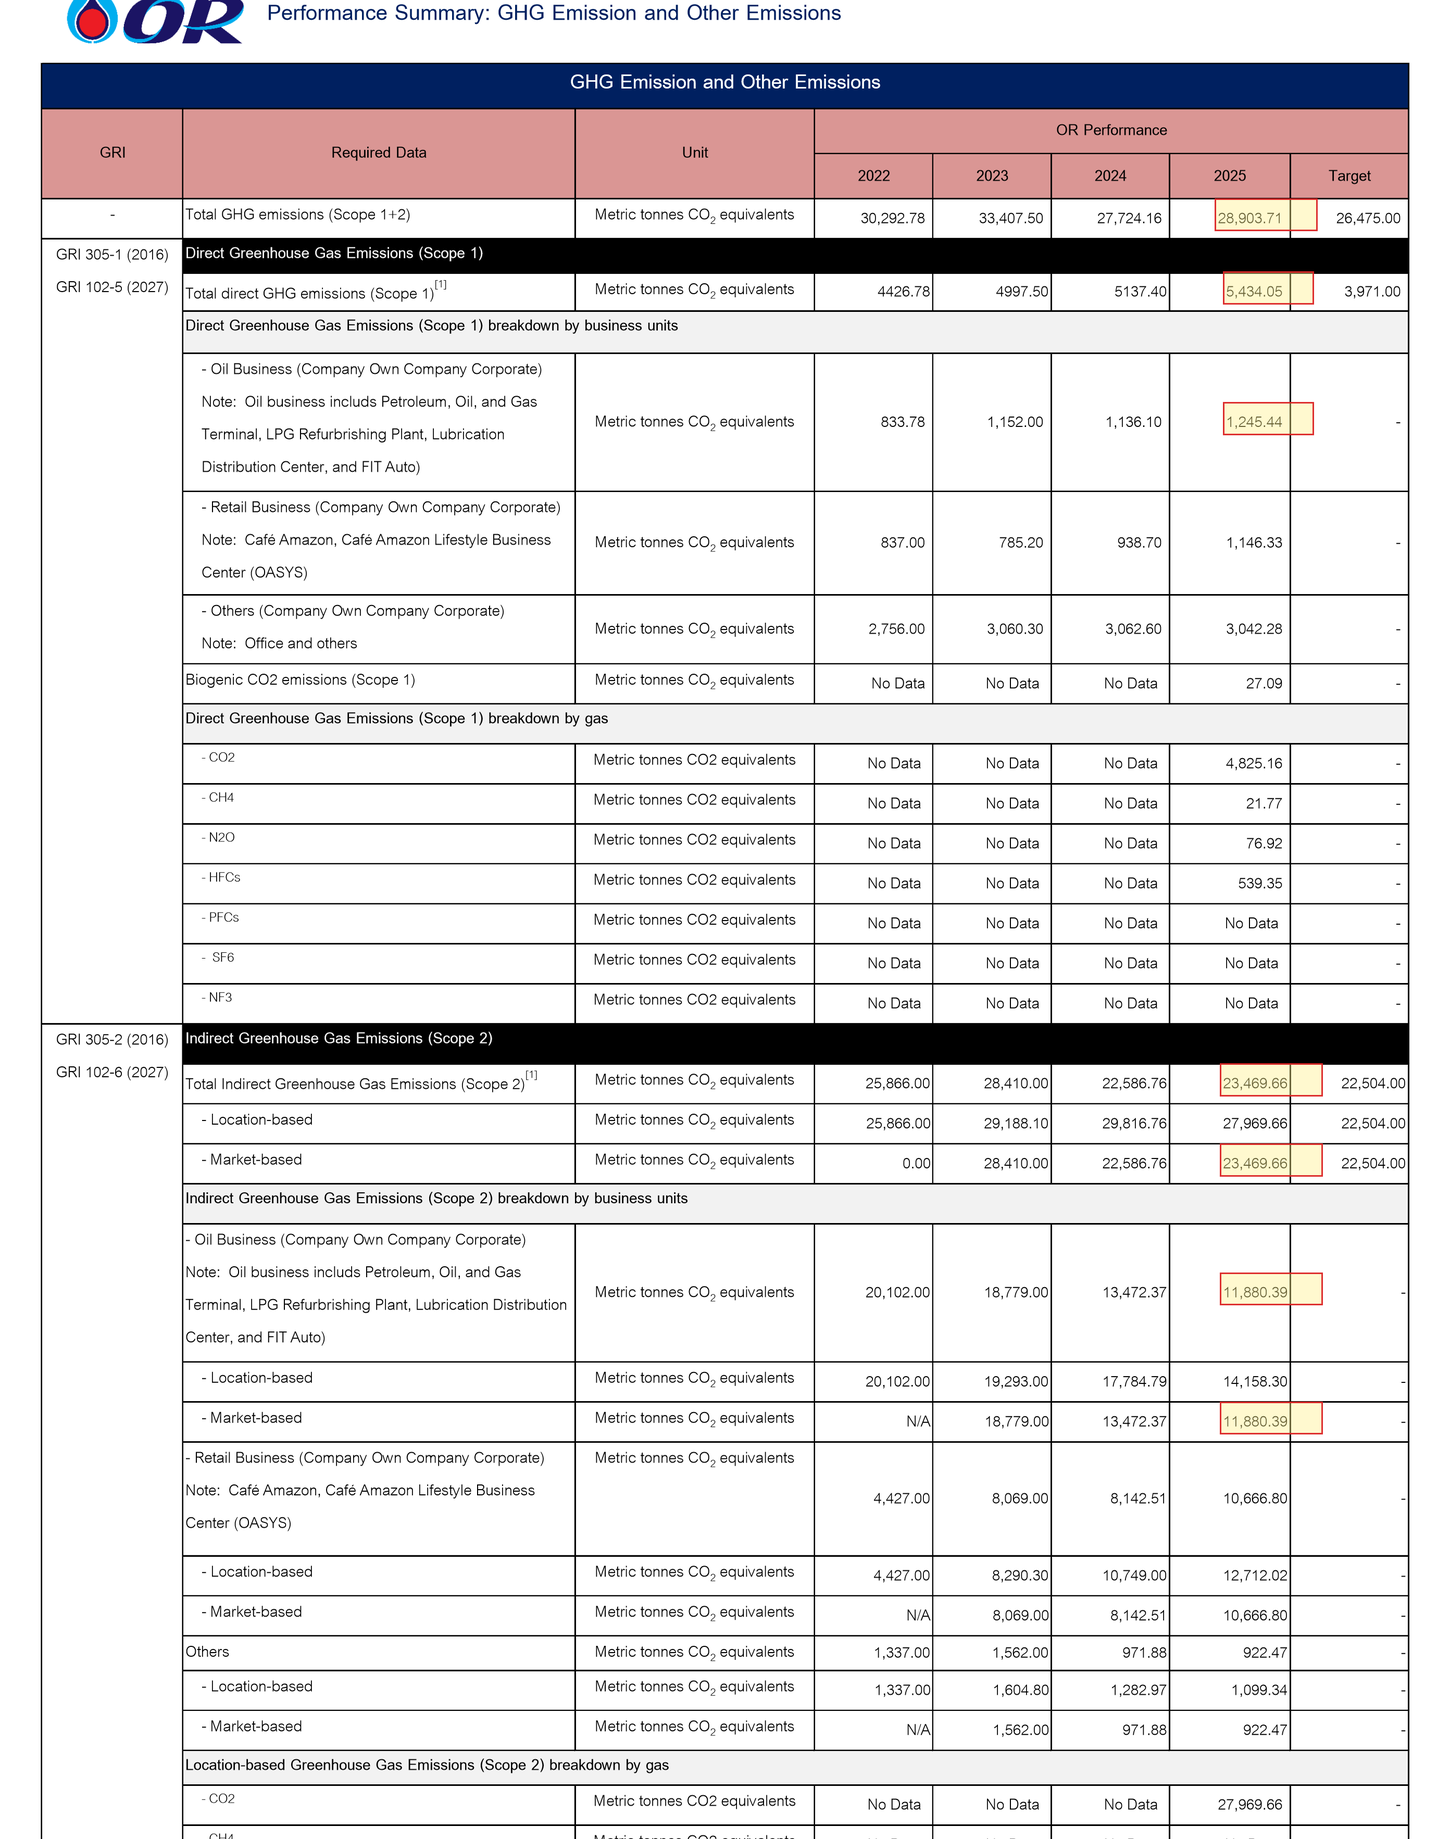 OR
Performance Summary: GHG Emission and Other Emissions
GHG Emission and Other Emissions
GRI Required Data Unit OR Performance
2022 2023 2024 2025 Target
- Total GHG emissions (Scope 1+2) Metric tonnes CO2 equivalents 30,292.78 33,407.50 27,724.16 28,903.71 26,475.00
GRI 305-1 (2016) Direct Greenhouse Gas Emissions (Scope 1)
GRI 102-5 (2027) Total direct GHG emissions (Scope 1)[1] Metric tonnes CO2 equivalents 4426.78 4997.50 5137.40 5,434.05 3,971.00
Direct Greenhouse Gas Emissions (Scope 1) breakdown by business units
- Oil Business (Company Own Company Corporate)
Note: Oil business includs Petroleum, Oil, and Gas
Terminal, LPG Refurbrishing Plant, Lubrication
Distribution Center, and FIT Auto)
Metric tonnes CO2 equivalents 833.78 1,152.00 1,136.10 1,245.44 -
- Retail Business (Company Own Company Corporate)
Note: Café Amazon, Café Amazon Lifestyle Business
Center (OASYS)
Metric tonnes CO2 equivalents 837.00 785.20 938.70 1,146.33 -
- Others (Company Own Company Corporate)
Note: Office and others
Metric tonnes CO2 equivalents 2,756.00 3,060.30 3,062.60 3,042.28 -
Biogenic CO2 emissions (Scope 1) Metric tonnes CO2 equivalents No Data No Data No Data 27.09 -
Direct Greenhouse Gas Emissions (Scope 1) breakdown by gas
- CO2 Metric tonnes CO2 equivalents No Data No Data No Data 4,825.16 -
- CH4 Metric tonnes CO2 equivalents No Data No Data No Data 21.77 -
- N2O Metric tonnes CO2 equivalents No Data No Data No Data 76.92 -
- HFCs Metric tonnes CO2 equivalents No Data No Data No Data 539.35 -
- PFCs Metric tonnes CO2 equivalents No Data No Data No Data No Data -
- SF6 Metric tonnes CO2 equivalents No Data No Data No Data No Data -
- NF3 Metric tonnes CO2 equivalents No Data No Data No Data No Data -
GRI 305-2 (2016) Indirect Greenhouse Gas Emissions (Scope 2)
GRI 102-6 (2027) Total Indirect Greenhouse Gas Emissions (Scope 2)[1] Metric tonnes CO2 equivalents 25,866.00 28,410.00 22,586.76 23,469.66 22,504.00
- Location-based Metric tonnes CO2 equivalents 25,866.00 29,188.10 29,816.76 27,969.66 22,504.00
- Market-based Metric tonnes CO2 equivalents 0.00 28,410.00 22,586.76 23,469.66 22,504.00
Indirect Greenhouse Gas Emissions (Scope 2) breakdown by business units
- Oil Business (Company Own Company Corporate)
Note: Oil business includs Petroleum, Oil, and Gas
Terminal, LPG Refurbrishing Plant, Lubrication Distribution
Center, and FIT Auto)
Metric tonnes CO2 equivalents 20,102.00 18,779.00 13,472.37 11,880.39 -
- Location-based Metric tonnes CO2 equivalents 20,102.00 19,293.00 17,784.79 14,158.30 -
- Market-based Metric tonnes CO2 equivalents N/A 18,779.00 13,472.37 11,880.39 -
- Retail Business (Company Own Company Corporate) Metric tonnes CO2 equivalents
Note: Café Amazon, Café Amazon Lifestyle Business
Center (OASYS)
4,427.00 8,069.00 8,142.51 10,666.80 -
- Location-based Metric tonnes CO2 equivalents 4,427.00 8,290.30 10,749.00 12,712.02 -
- Market-based Metric tonnes CO2 equivalents N/A 8,069.00 8,142.51 10,666.80 -
Others Metric tonnes CO2 equivalents 1,337.00 1,562.00 971.88 922.47 -
- Location-based Metric tonnes CO2 equivalents 1,337.00 1,604.80 1,282.97 1,099.34 -
- Market-based Metric tonnes CO2 equivalents N/A 1,562.00 971.88 922.47 -
Location-based Greenhouse Gas Emissions (Scope 2) breakdown by gas
- CO2 Metric tonnes CO2 equivalents No Data No Data No Data 27,969.66 -